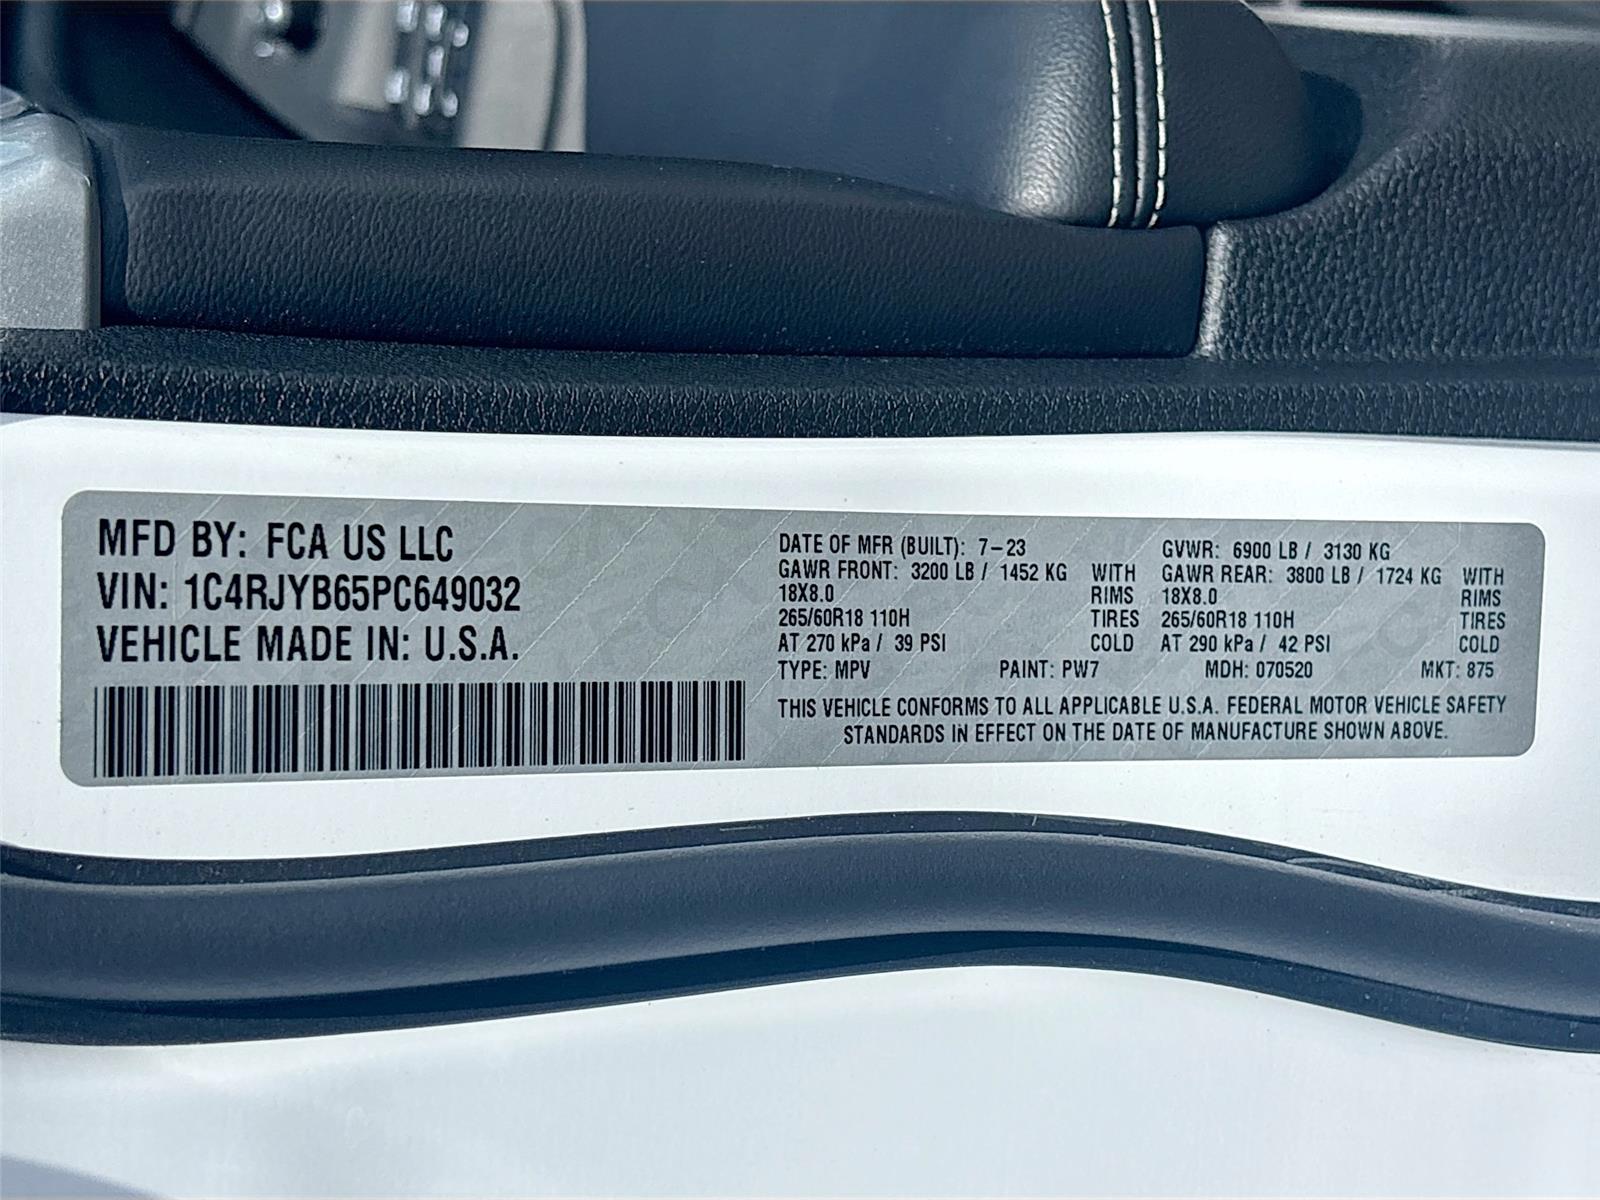 MFD BY: FCA US LLC
VIN: 1C4RJYB65PC649032
VEHICLE MADE IN: U.S.A.
DATE OF MFR (BUILT): 7-23 GVWR: 6900 LB / 3130 KG
GAWR FRONT: 3200 LB / 1452 KG WITH GAWR REAR: 3800 LB / 1724 KG WITH
18X8.0 RIMS 18X8.0 RIMS
265/60R18 110H TIRES 265/60R18 110H TIRES
AT 270 kPa / 39 PSI COLD AT 290 kPa / 42 PSI COLD
TYPE: MPV PAINT: PW7 MDH: 070520 MKT: 875
THIS VEHICLE CONFORMS TO ALL APPLICABLE U.S.A. FEDERAL MOTOR VEHICLE SAFETY
STANDARDS IN EFFECT ON THE DATE OF MANUFACTURE SHOWN ABOVE.